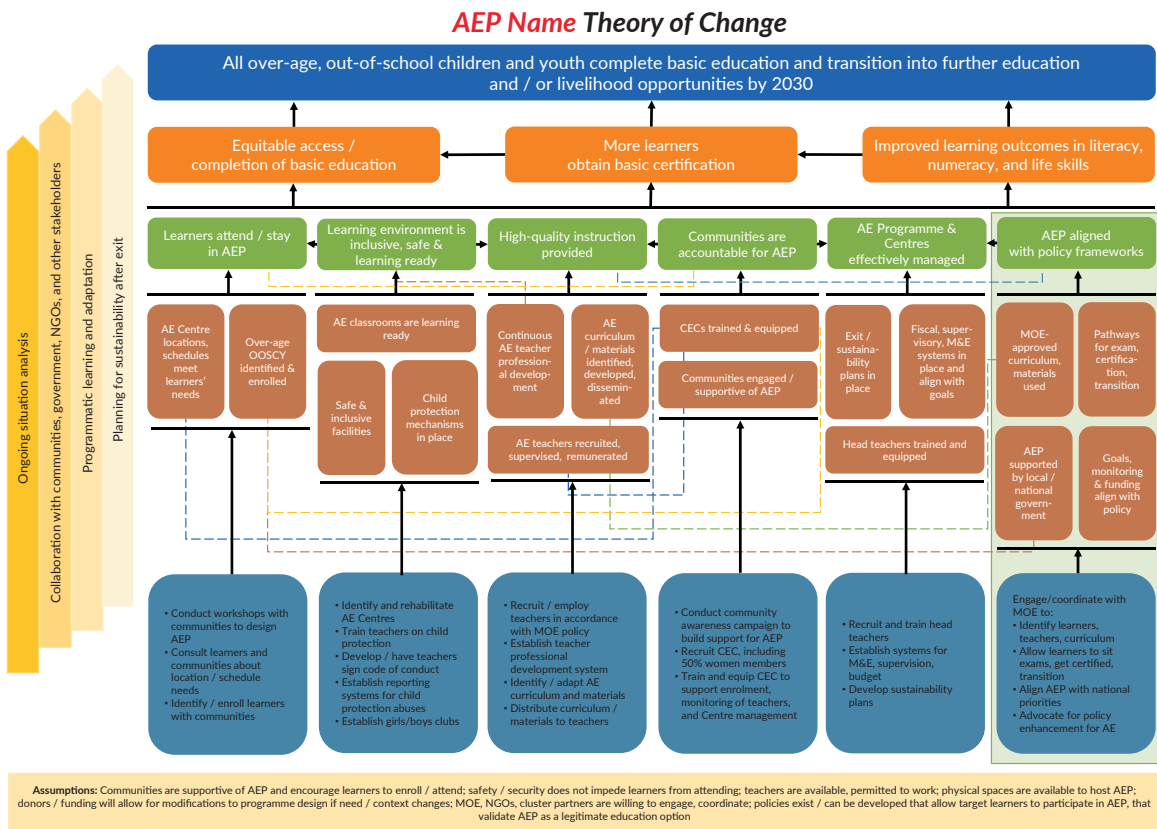 AEP Name Theory of Change
All over-age, out-of-school children and youth complete basic education and transition into further education
and / or livelihood opportunities by 2030
Equitable access /
completion of basic education
More learners
obtain basic certification
Improved learning outcomes in literacy,
numeracy, and life skills
Learners attend / stay
in AEP
Learning environment is
inclusive, safe &
learning ready
High-quality instruction
provided
Communities are
accountable for AEP
AE Programme &
Centres
effectively managed
AEP aligned
with policy frameworks
AE Centre
locations,
schedules
meet
learners'
needs
Over-age
OOSCY
identified &
enrolled
AE classrooms are learning
ready
Safe &
inclusive
facilities
Child
protection
mechanisms
in place
Continuous
AE teacher
profession-
al develop-
ment
AE
curriculum
/ materials
identified,
developed,
dissemin-
ated
AE teachers recruited,
supervised, remunerated
CECs trained & equipped
Communities engaged /
supportive of AEP
Exit /
sustaina-
bility
plans in
place
Fiscal, super-
visory, M&E
systems in
place and
align with
goals
Head teachers trained and
equipped
MOE-
approved
curriculum,
materials
used
Pathways
for exam,
certifica-
tion,
transition
AEP
supported
by local /
national
govern-
ment
Goals,
monitoring
& funding
align with
policy
• Conduct workshops with
communities to design
AEP
• Consult learners and
communities about
location / schedule
needs
• Identify / enroll learners
with communities
• Identify and rehabilitate
AE Centres
• Train teachers on child
protection
• Develop / have teachers
sign code of conduct
• Establish reporting
systems for child
protection abuses
• Establish girls/boys clubs
• Recruit / employ
teachers in accordance
with MOE policy
• Establish teacher
professional
development system
• Identify / adapt AE
curriculum and materials
• Distribute curriculum /
materials to teachers
• Conduct community
awareness campaign to
build support for AEP
• Recruit CEC, including
50% women members
• Train and equip CEC to
support enrolment,
monitoring of teachers,
and Centre management
• Recruit and train head
teachers
• Establish systems for
M&E, supervision,
budget
• Develop sustainability
plans
Engage/coordinate with
MOE to:
• Identify learners,
teachers, curriculum
• Allow learners to sit
exams, get certified,
transition
• Align AEP with national
priorities
• Advocate for policy
enhancement for AE
Ongoing situation analysis
Collaboration with communities, government, NGOs, and other stakeholders
Programmatic learning and adaptation
Planning for sustainability after exit
Assumptions: Communities are supportive of AEP and encourage learners to enroll / attend; safety / security does not impede learners from attending; teachers are available, permitted to work; physical spaces are available to host AEP;
donors / funding will allow for modifications to programme design if need / context changes; MOE, NGOs, cluster partners are willing to engage, coordinate; policies exist / can be developed that allow target learners to participate in AEP, that
validate AEP as a legitimate education option